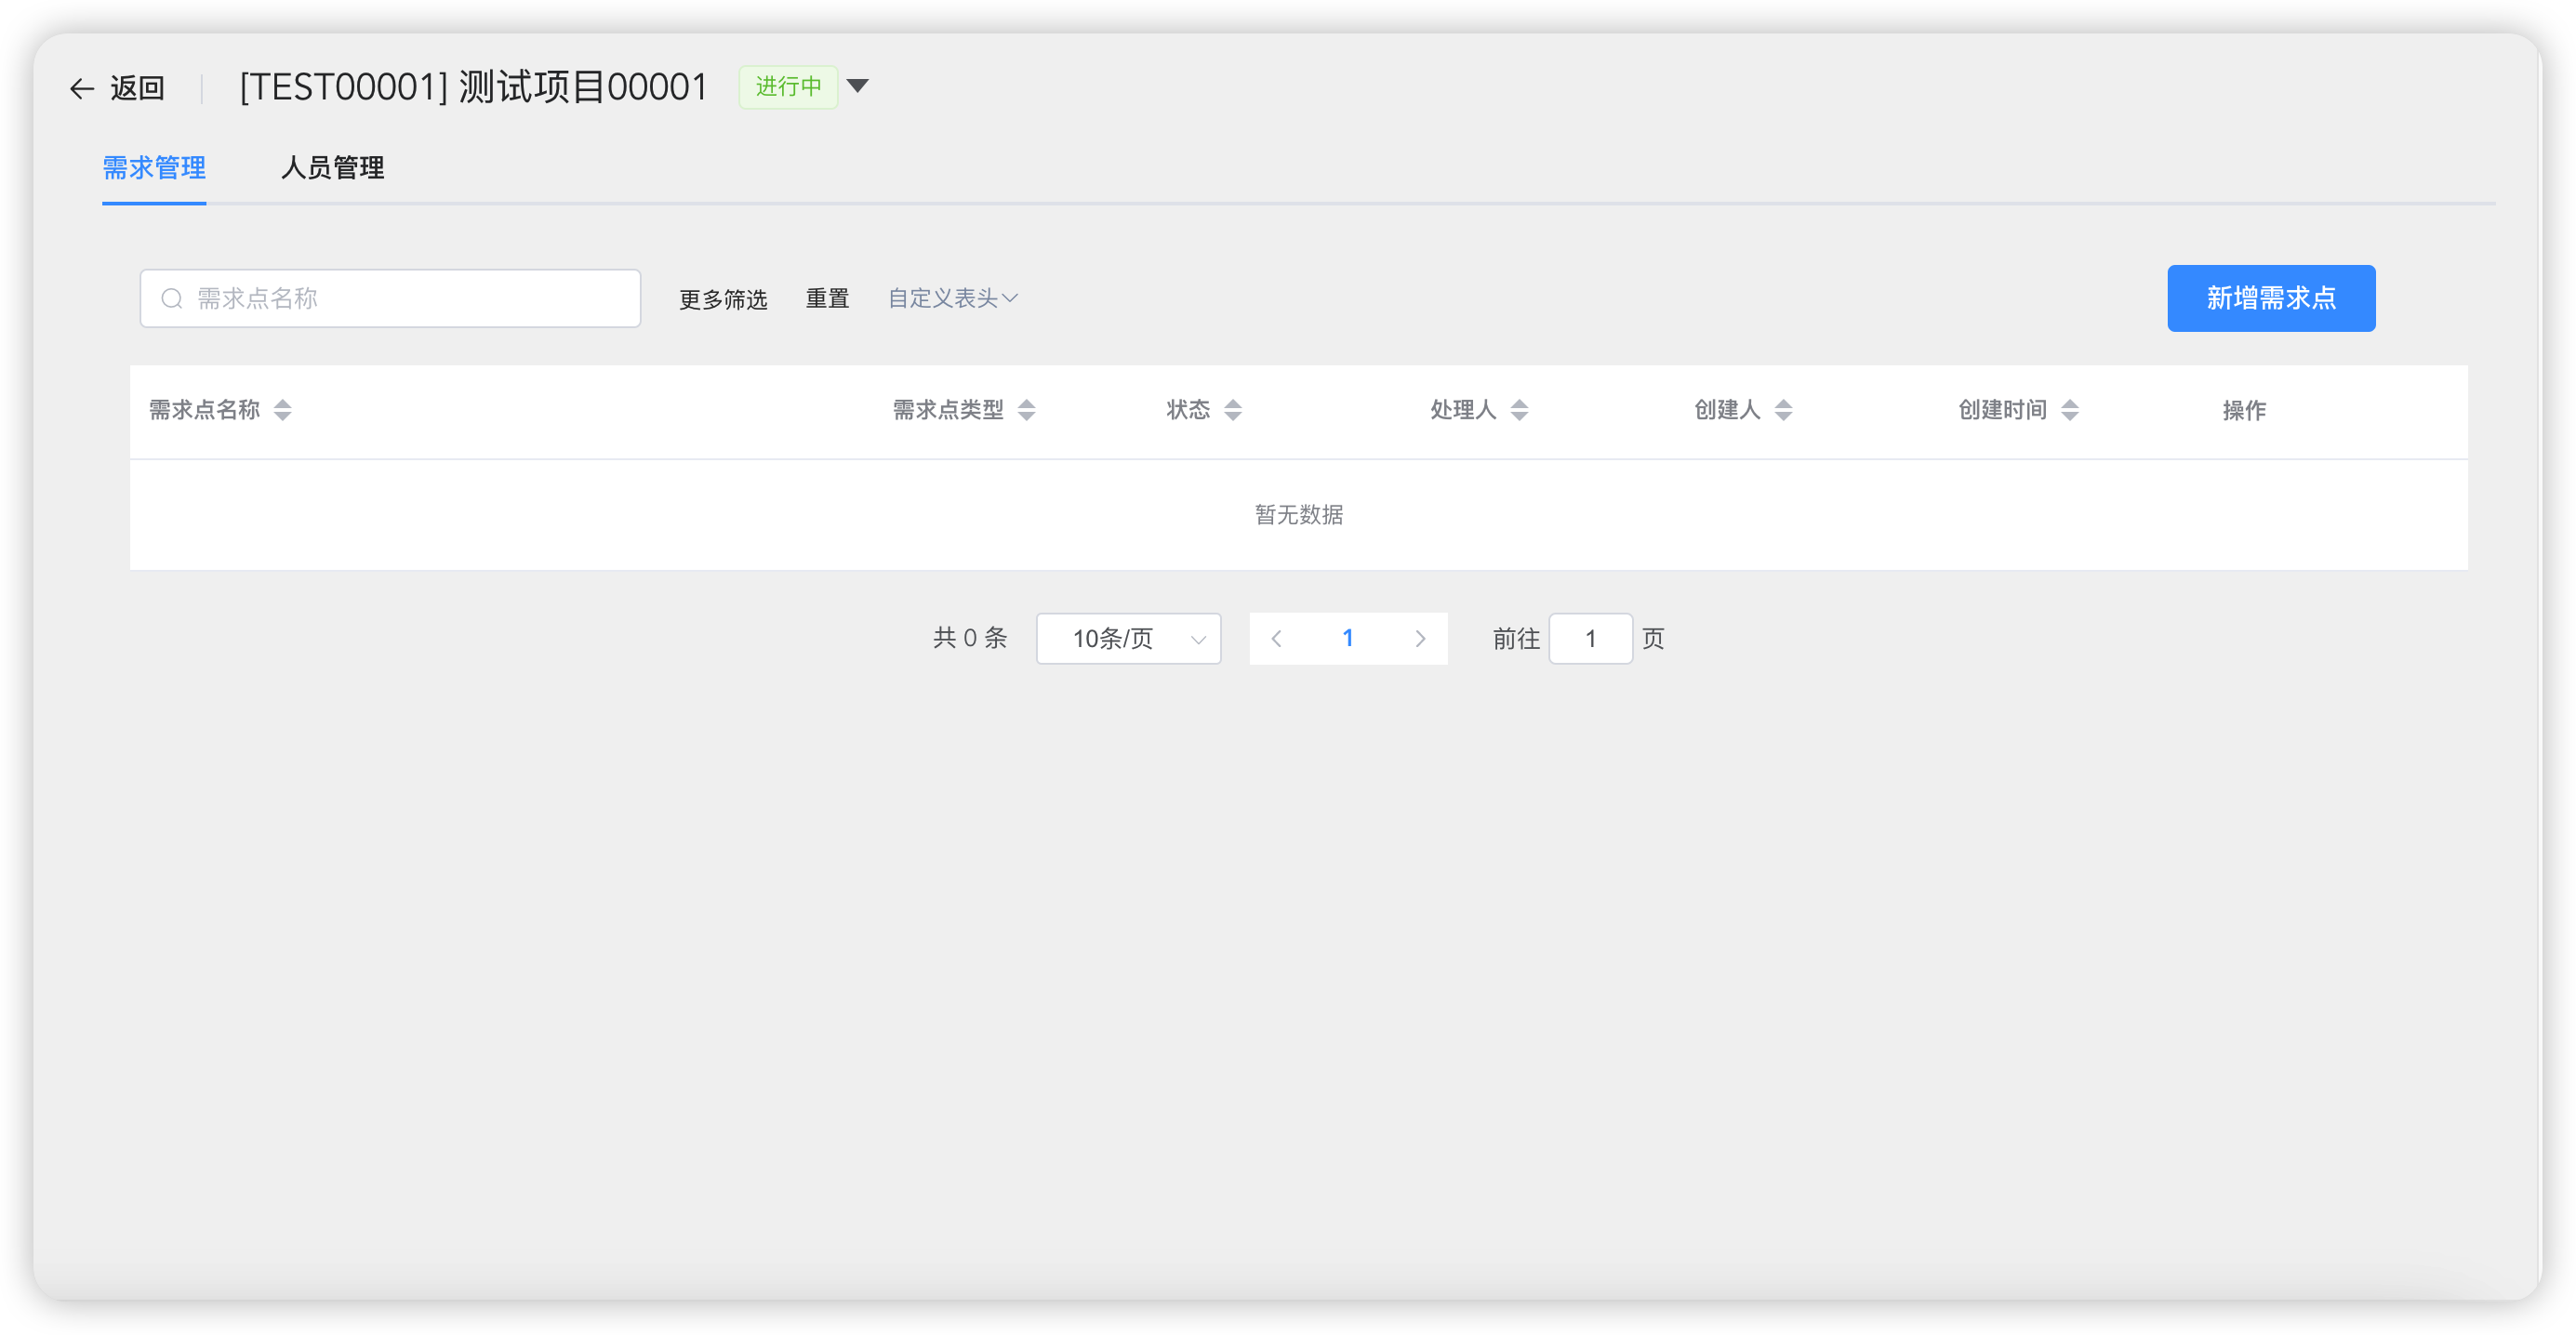 返回 [TEST00001] 测试项目00001 进行中
需求管理 人员管理
需求点名称 更多筛选 重置 自定义表头 新增需求点
需求点名称 需求点类型 状态 处理人 创建人 创建时间 操作
暂无数据
共 0 条 10条/页 1 前往 1 页